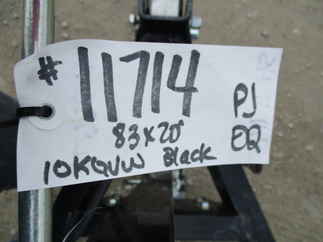 # 11714 PJ
83x20' EQ
10KGVW Black